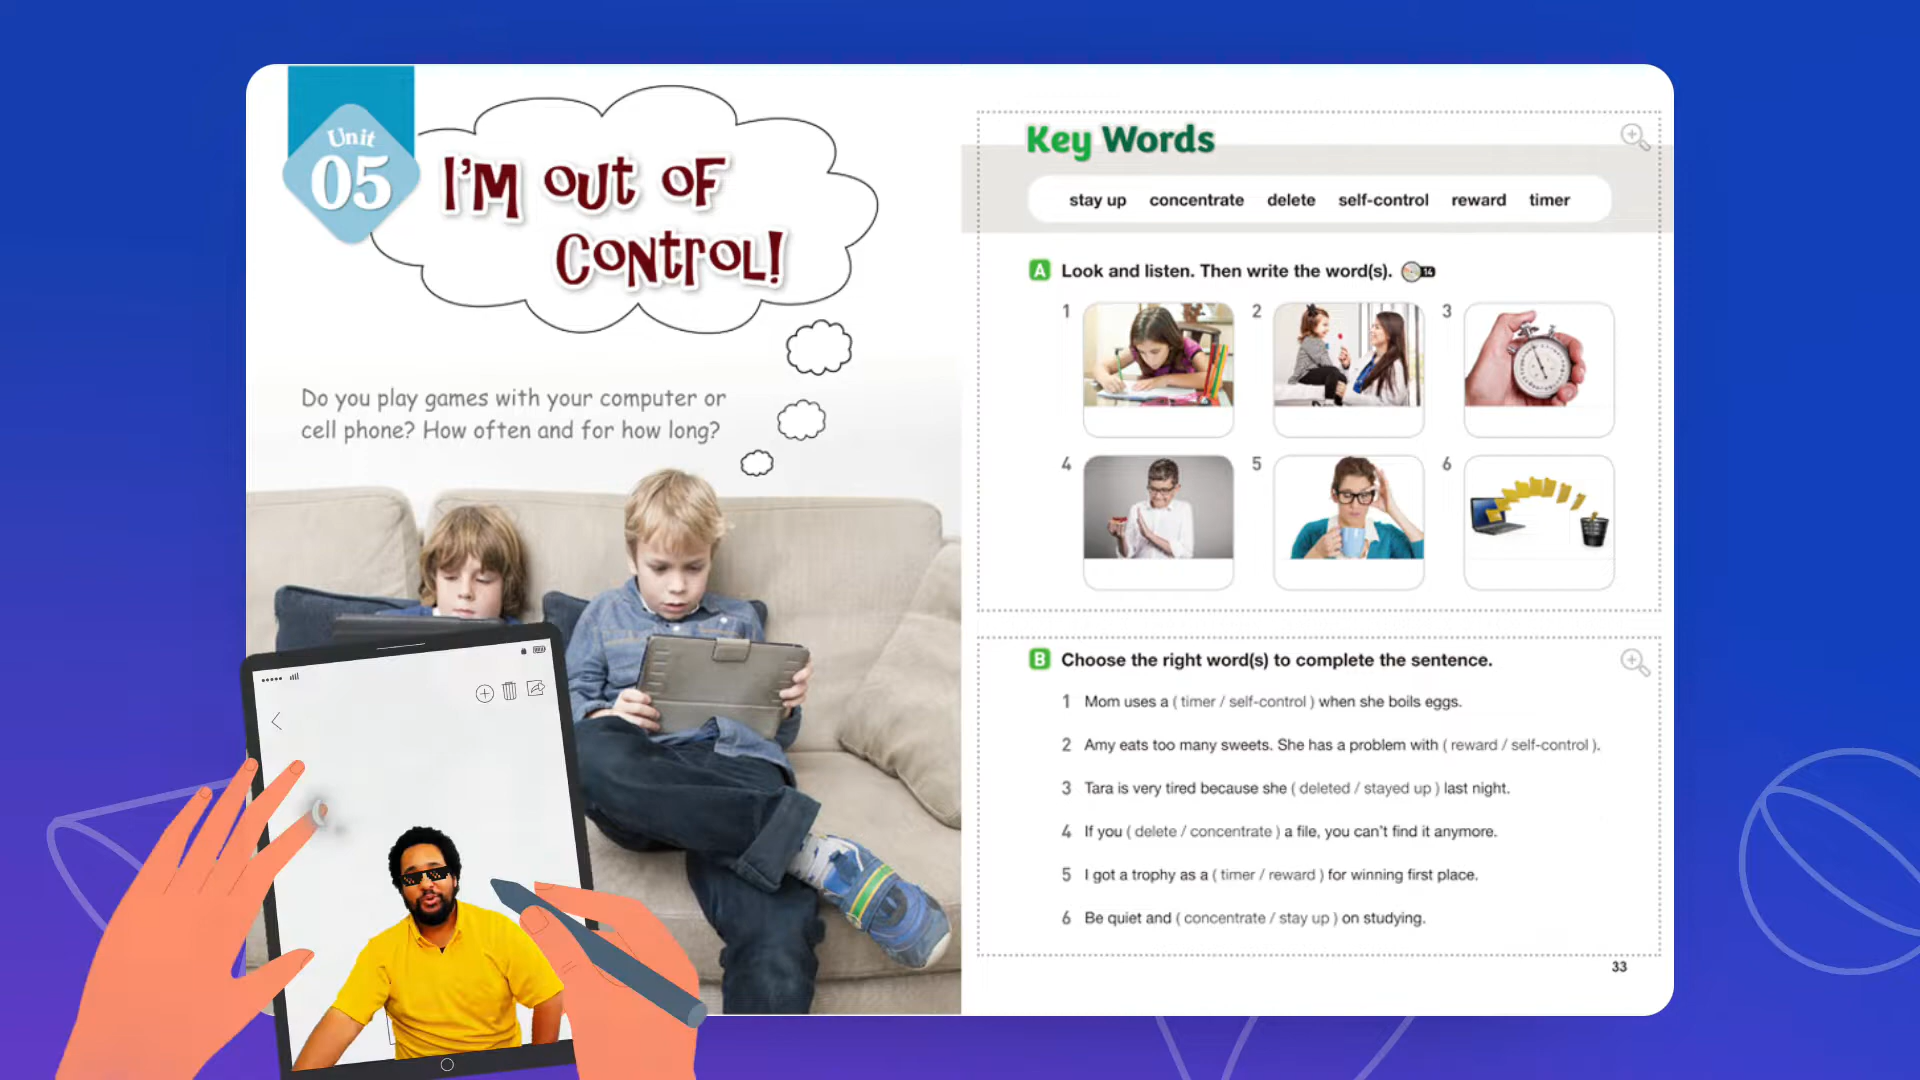 Unit
05
I'M OUT OF
CONTROL!
Do you play games with your computer or
cell phone? How often and for how long?
Key Words
stay up concentrate delete self-control reward timer
A Look and listen. Then write the word(s). 14
1 2 3
4 5 6
B Choose the right word(s) to complete the sentence.
1 Mom uses a ( timer / self-control ) when she boils eggs.
2 Amy eats too many sweets. She has a problem with ( reward / self-control ).
3 Tara is very tired because she ( deleted / stayed up ) last night.
4 If you ( delete / concentrate ) a file, you can't find it anymore.
5 I got a trophy as a ( timer / reward ) for winning first place.
6 Be quiet and ( concentrate / stay up ) on studying.
33